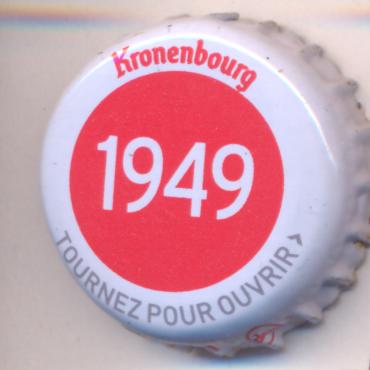 Kronenbourg
1949
TOURNEZ POUR OUVRIR >